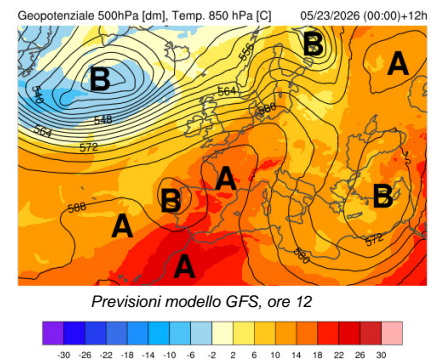 Geopotenziale 500hPa [dm], Temp. 850 hPa [C] 05/23/2026 (00:00)+12h
B
556
B
A
540
564
560
548
564
572
A
588
B
B
A
572
580
A
Previsioni modello GFS, ore 12
-30 -26 -22 -18 -14 -10 -6 -2 2 6 10 14 18 22 26 30